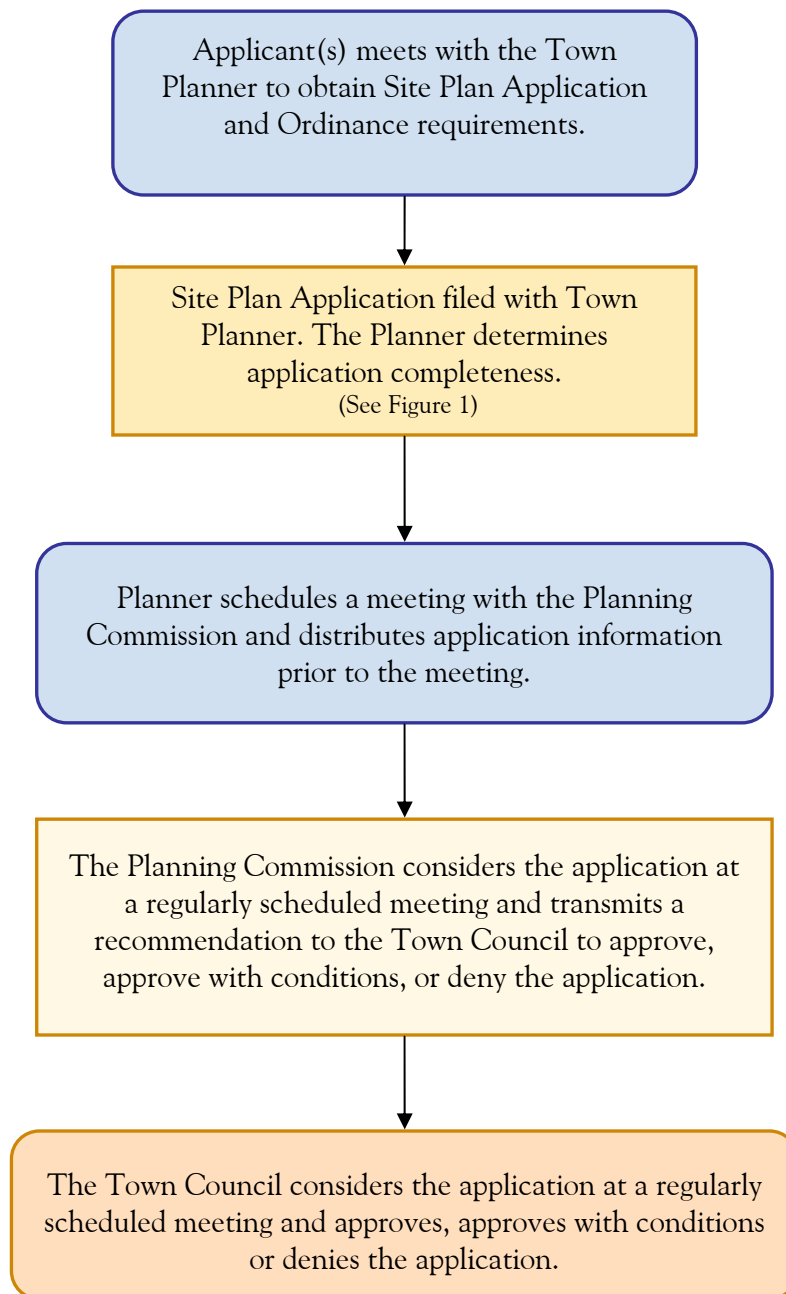 Applicant(s) meets with the Town
Planner to obtain Site Plan Application
and Ordinance requirements.
Site Plan Application filed with Town
Planner. The Planner determines
application completeness.
(See Figure 1)
Planner schedules a meeting with the Planning
Commission and distributes application information
prior to the meeting.
The Planning Commission considers the application at
a regularly scheduled meeting and transmits a
recommendation to the Town Council to approve,
approve with conditions, or deny the application.
The Town Council considers the application at a regularly
scheduled meeting and approves, approves with conditions
or denies the application.